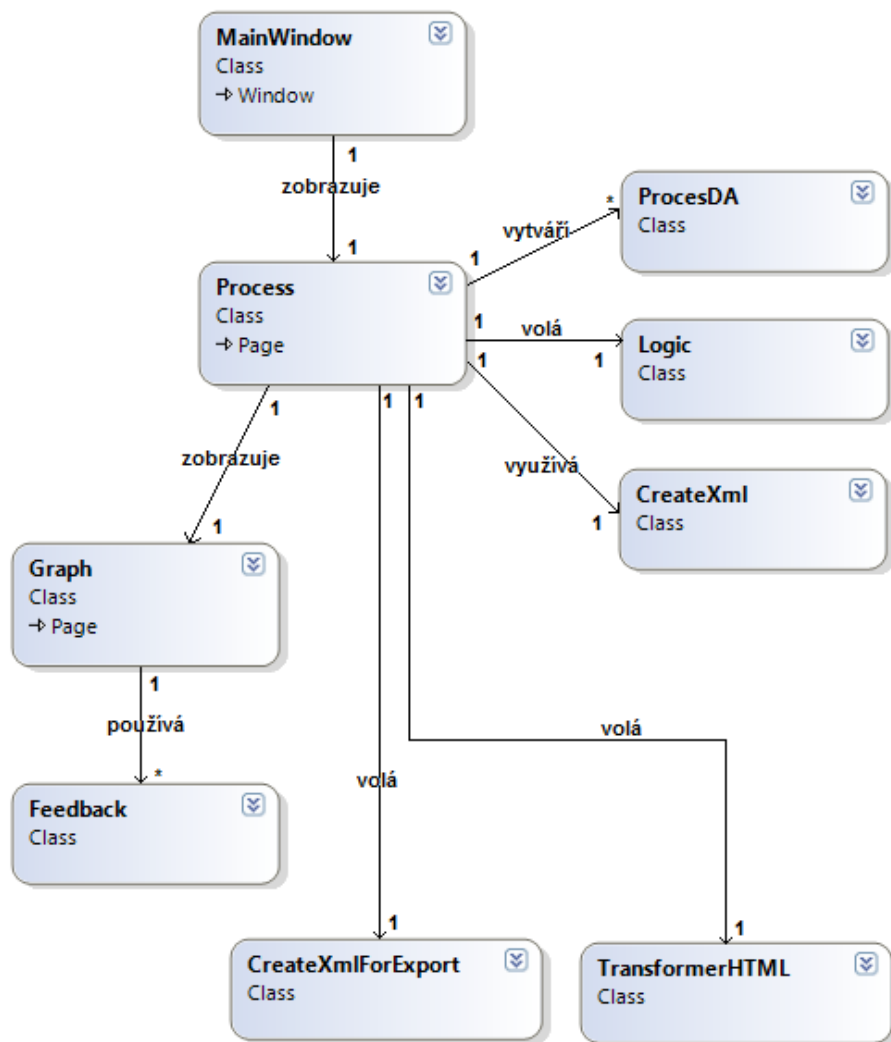 MainWindow
Class
Window
1
zobrazuje
1
Process
Class
Page
1
vytváří
*
ProcesDA
Class
1
volá
1
Logic
Class
1
využívá
1
CreateXml
Class
1
zobrazuje
1
Graph
Class
Page
1
používá
*
Feedback
Class
1
volá
1
CreateXmlForExport
Class
1
volá
1
TransformerHTML
Class